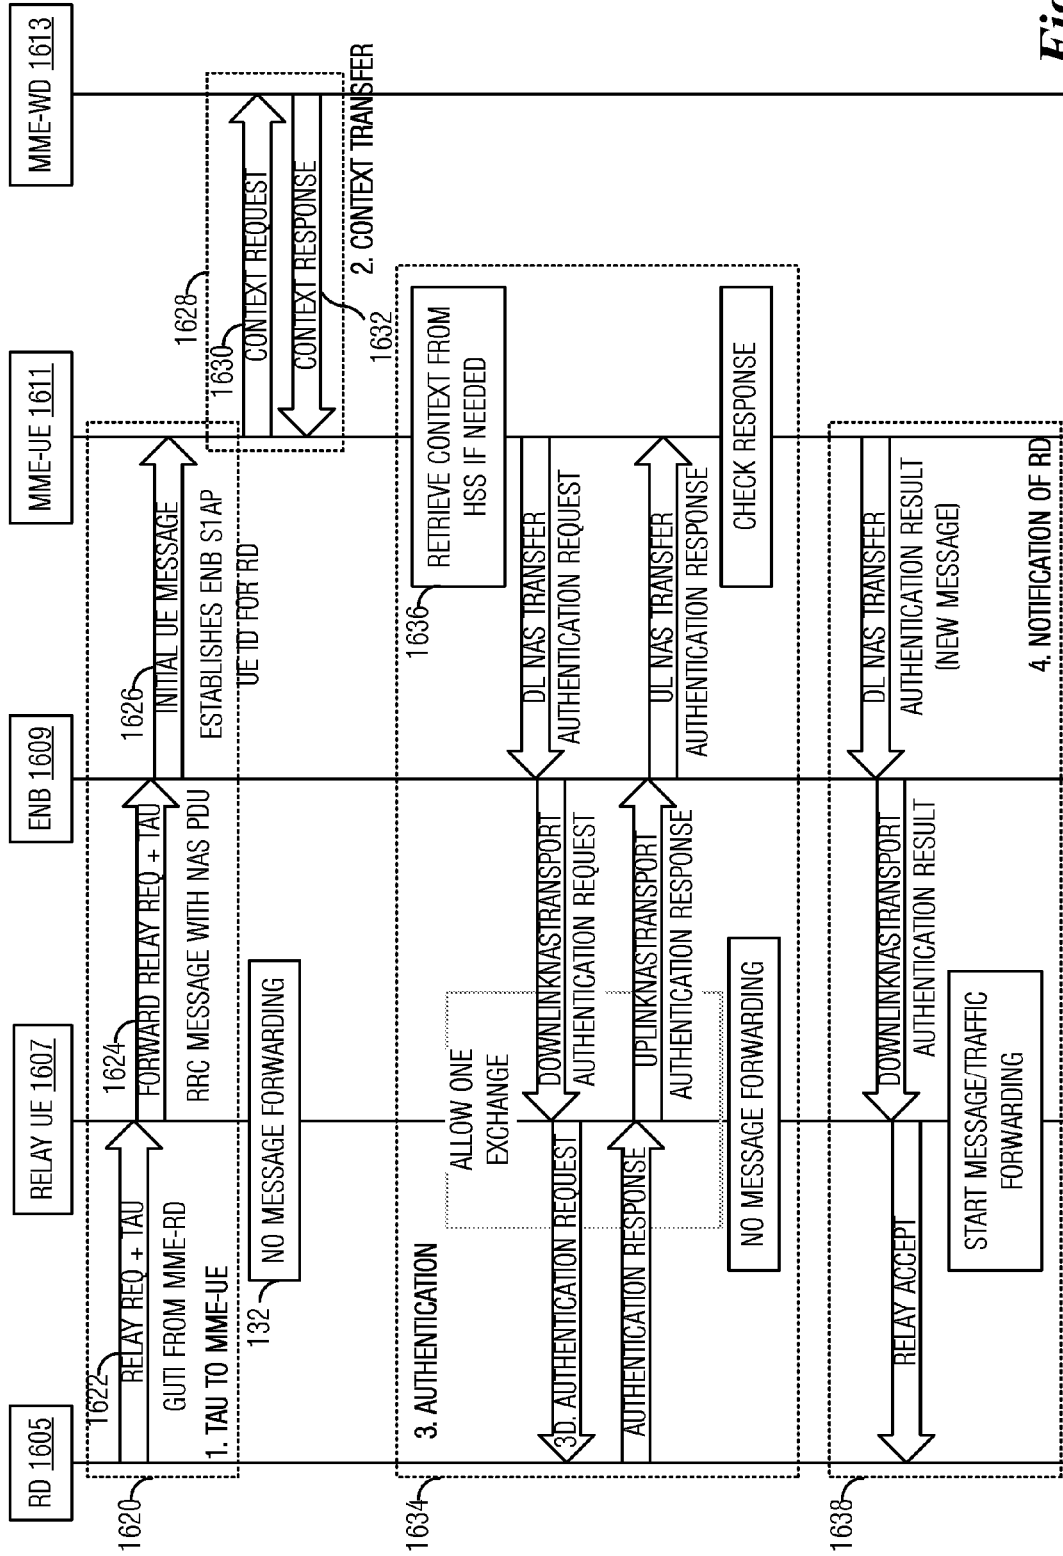 RD 1605
RELAY UE 1607
ENB 1609
MME-UE 1611
MME-WD 1613
1620
1622
RELAY REQ + TAU
GUTI FROM MME-RD
1. TAU TO MME-UE
1624
FORWARD RELAY REQ + TAU
RRC MESSAGE WITH NAS PDU
1626
INITIAL UE MESSAGE
ESTABLISHES ENB S1AP
UE ID FOR RD
132
NO MESSAGE FORWARDING
1628
1630
CONTEXT REQUEST
CONTEXT RESPONSE
1632
2. CONTEXT TRANSFER
1634
3. AUTHENTICATION
1636
RETRIEVE CONTEXT FROM
HSS IF NEEDED
DL NAS TRANSFER
AUTHENTICATION REQUEST
ALLOW ONE
EXCHANGE
DOWNLINKNASTRANSPORT
AUTHENTICATION REQUEST
3D. AUTHENTICATION REQUEST
AUTHENTICATION RESPONSE
UPLINKNASTRANSPORT
AUTHENTICATION RESPONSE
UL NAS TRANSFER
AUTHENTICATION RESPONSE
NO MESSAGE FORWARDING
CHECK RESPONSE
1638
DL NAS TRANSFER
AUTHENTICATION RESULT
(NEW MESSAGE)
DOWNLINKNASTRANSPORT
AUTHENTICATION RESULT
RELAY ACCEPT
START MESSAGE/TRAFFIC
FORWARDING
4. NOTIFICATION OF RD